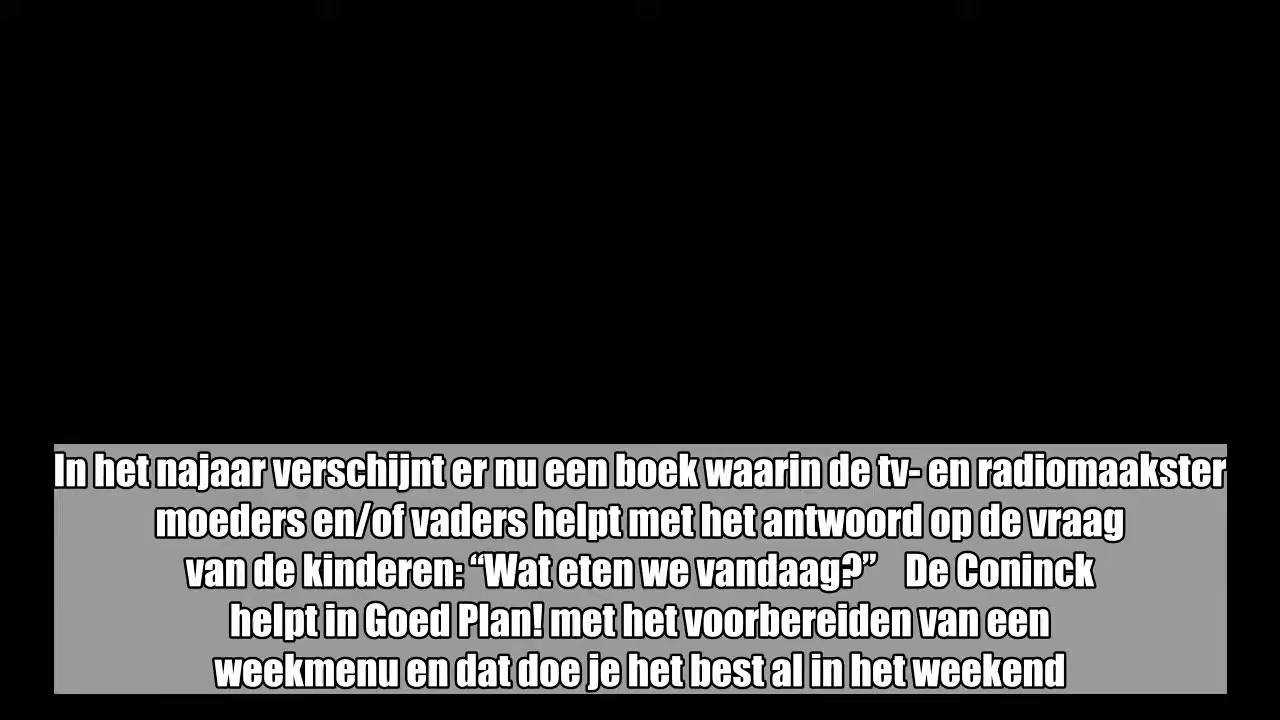 In het najaar verschijnt er nu een boek waarin de tv- en radiomaakster
moeders en/of vaders helpt met het antwoord op de vraag
van de kinderen: “Wat eten we vandaag?” De Coninck
helpt in Goed Plan! met het voorbereiden van een
weekmenu en dat doe je het best al in het weekend